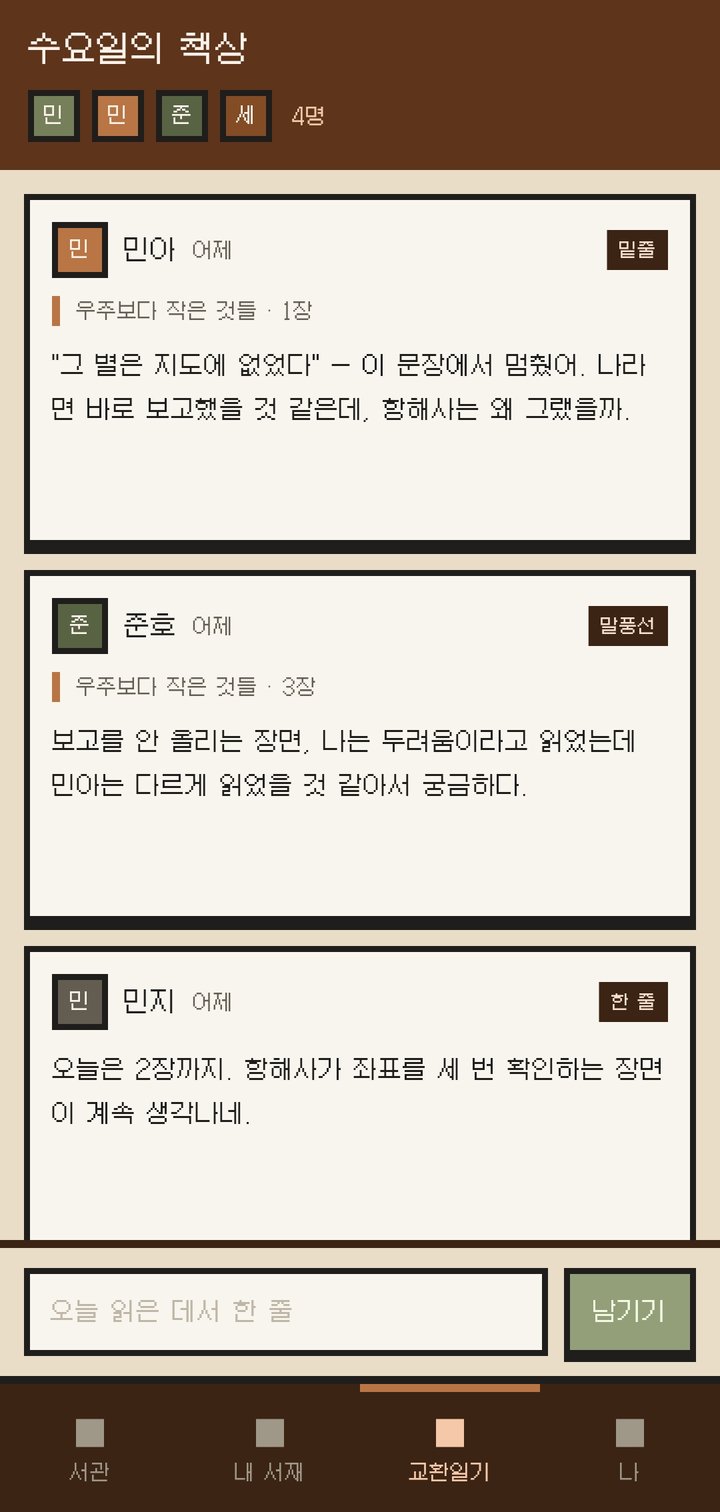 수요일의 책상
민 민 준 세 4명
민 민아 어제 밑줄
우주보다 작은 것들 · 1장
"그 별은 지도에 없었다" — 이 문장에서 멈췄어. 나라
면 바로 보고했을 것 같은데, 항해사는 왜 그랬을까.
준 준호 어제 말풍선
우주보다 작은 것들 · 3장
보고를 안 올리는 장면, 나는 두려움이라고 읽었는데
민아는 다르게 읽었을 것 같아서 궁금하다.
민 민지 어제 한 줄
오늘은 2장까지. 항해사가 좌표를 세 번 확인하는 장면
이 계속 생각나네.
오늘 읽은 데서 한 줄 남기기
서관 내 서재 교환일기 나